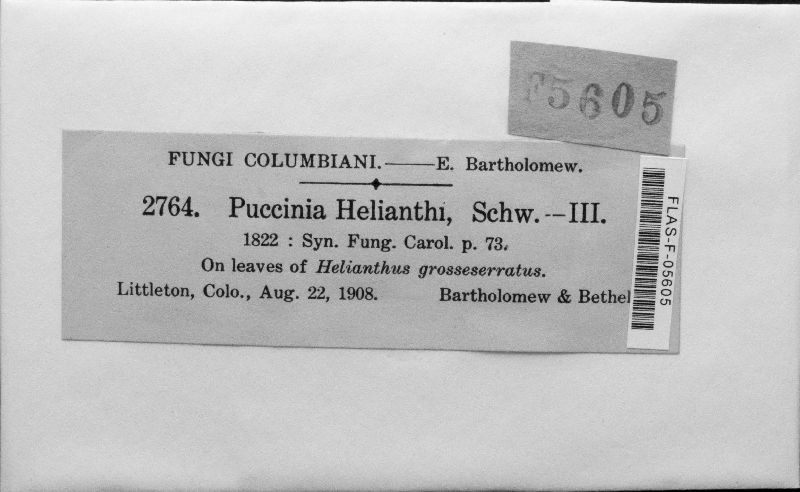 F5605
FUNGI COLUMBIANI.——E. Bartholomew.
2764. Puccinia Helianthi, Schw.--III.
1822 : Syn. Fung. Carol. p. 73.
On leaves of Helianthus grosseserratus.
Littleton, Colo., Aug. 22, 1908. Bartholomew & Bethel
FLAS-F-05605